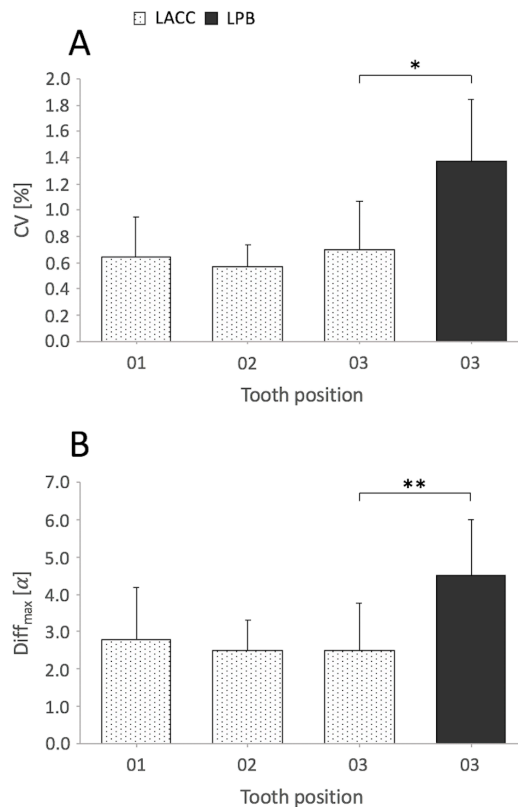 LACC LPB
A
*
2.0
1.8
1.6
1.4
1.2
1.0
0.8
0.6
0.4
0.2
0.0
CV [%]
01 02 03 03
Tooth position
B
**
7.0
6.0
5.0
4.0
3.0
2.0
1.0
0.0
Diffmax [α]
01 02 03 03
Tooth position